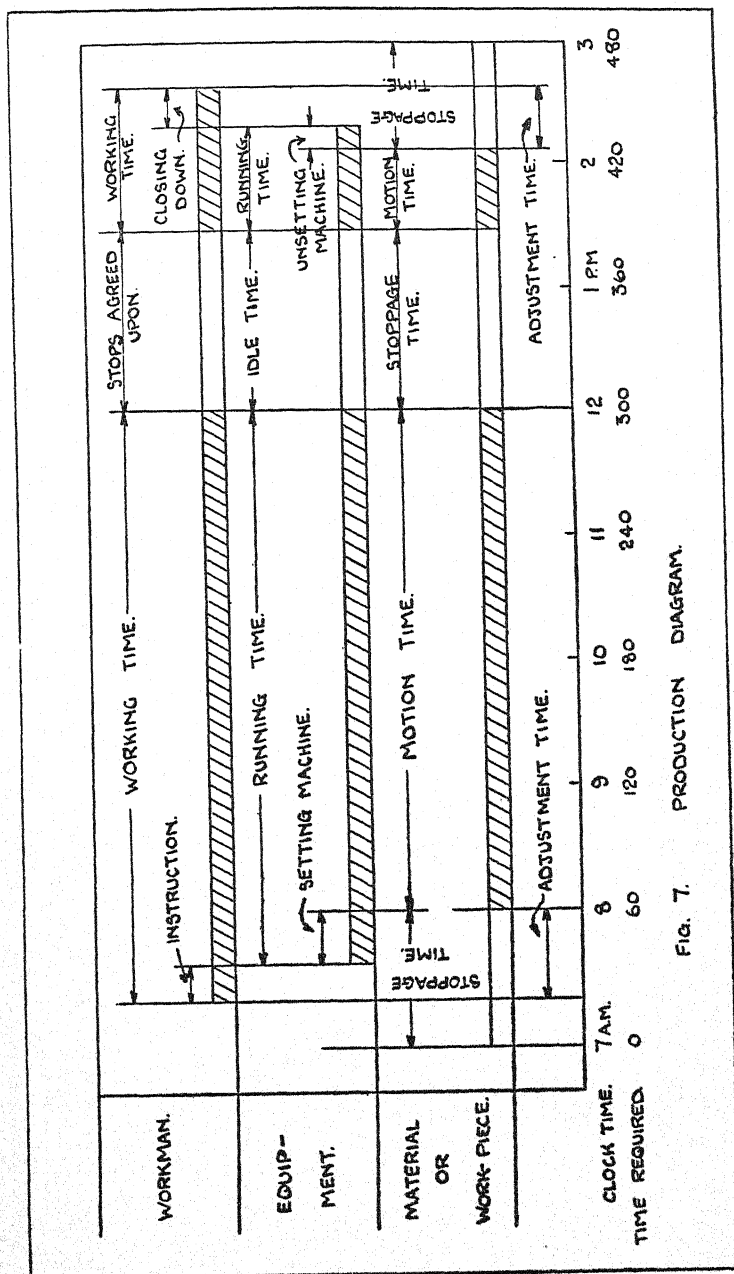 WORKMAN.
INSTRUCTION.
WORKING TIME.
STOPS AGREED
UPON.
WORKING
TIME.
CLOSING
DOWN.
EQUIP-
MENT.
RUNNING TIME.
SETTING MACHINE.
IDLE TIME.
RUNNING
TIME.
UNSETTING
MACHINE.
MATERIAL
OR
WORK-PIECE.
STOPPAGE
TIME.
MOTION TIME.
STOPPAGE
TIME.
MOTION
TIME.
STOPPAGE
TIME.
ADJUSTMENT TIME.
ADJUSTMENT TIME.
CLOCK TIME. 7 A.M. 8 9 10 11 12 1 P.M 2 3
TIME REQUIRED. 0 60 120 180 240 300 360 420 480
FIG. 7. PRODUCTION DIAGRAM.